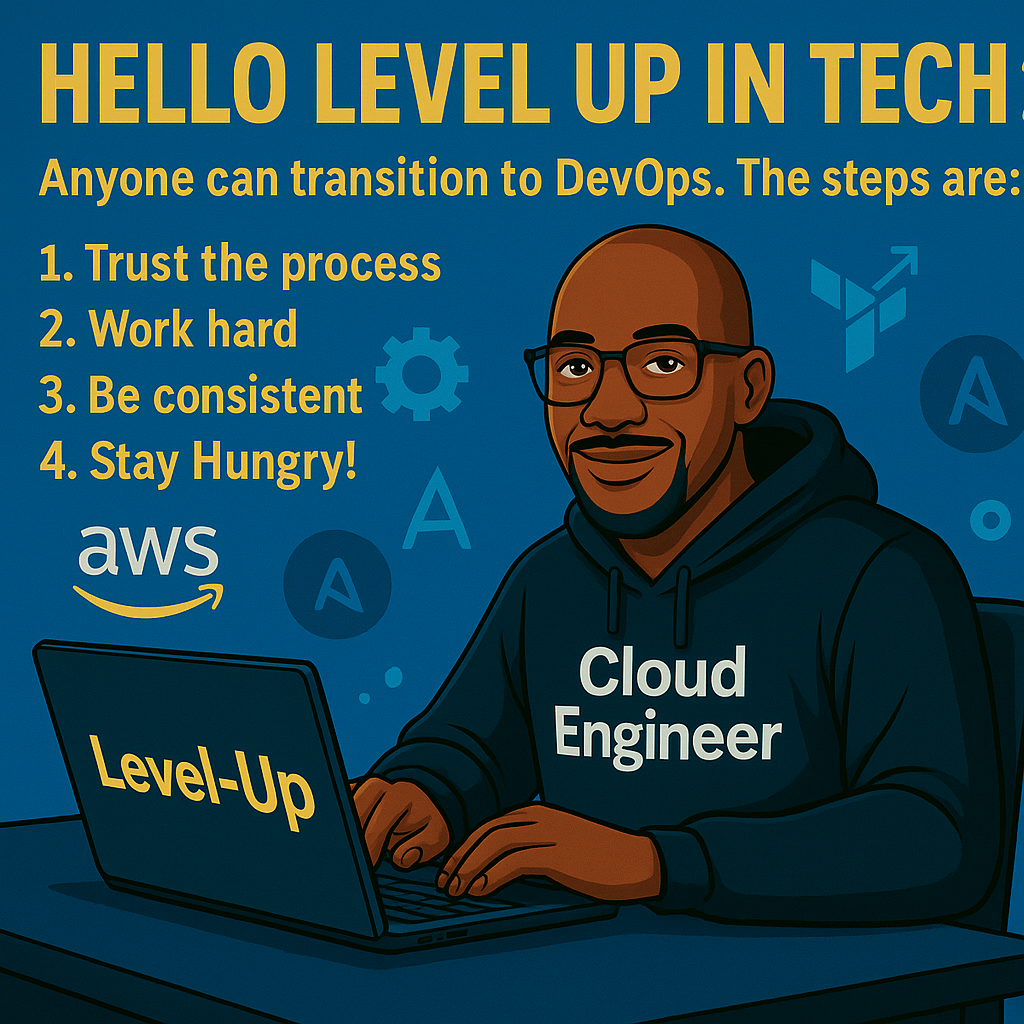 HELLO LEVEL UP IN TECH
Anyone can transition to DevOps. The steps are:
1. Trust the process
2. Work hard
3. Be consistent
4. Stay Hungry!
aws
A
A
A
Cloud
Engineer
Level-Up